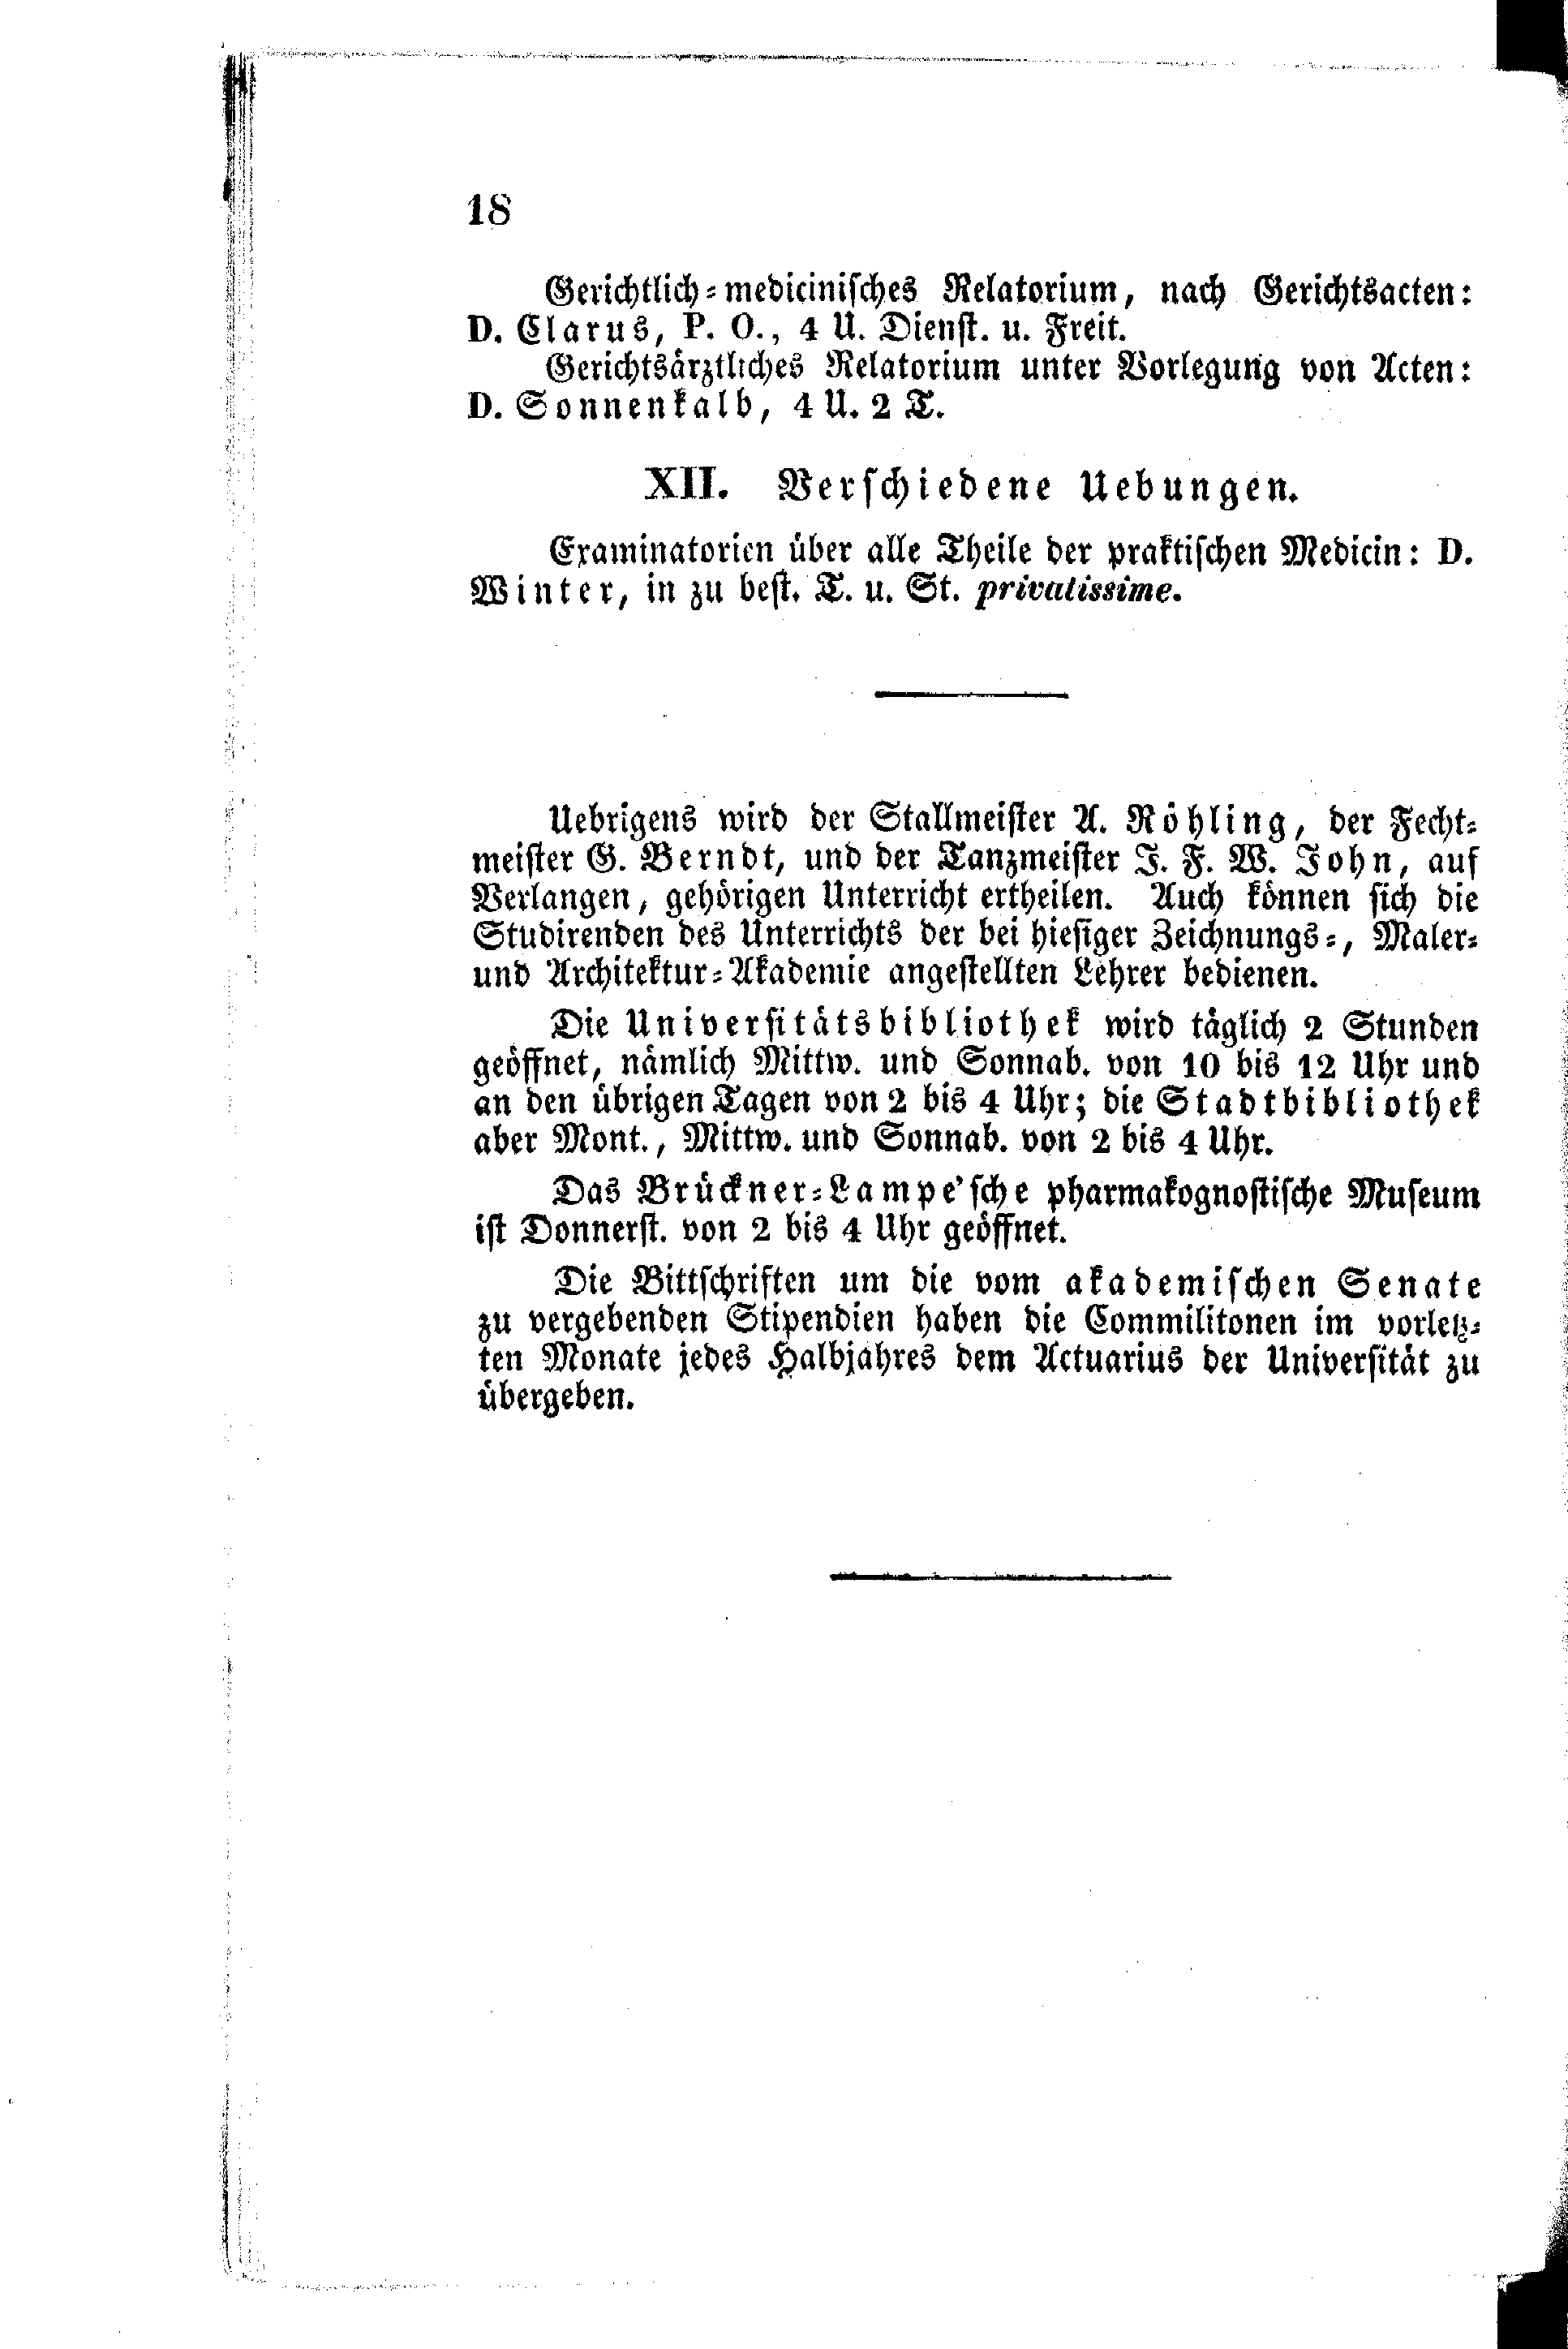 18
Gerichtlich-medicinisches Relatorium, nach Gerichtsacten:
D. Clarus, P. O., 4 U. Dienst. u. Freit.
Gerichtsärztliches Relatorium unter Vorlegung von Acten:
D. Sonnenkalb, 4 U. 2 T.
XII. Verschiedene Uebungen.
Examinatorien über alle Theile der praktischen Medicin: D.
Winter, in zu best. T. u. St. privatissime.
Uebrigens wird der Stallmeister A. Röhling, der Fecht-
meister G. Berndt, und der Tanzmeister J. F. W. John, auf
Verlangen, gehörigen Unterricht ertheilen. Auch können sich die
Studirenden des Unterrichts der bei hiesiger Zeichnungs-, Maler-
und Architektur-Akademie angestellten Lehrer bedienen.
Die Universitätsbibliothek wird täglich 2 Stunden
geöffnet, nämlich Mittw. und Sonnab. von 10 bis 12 Uhr und
an den übrigen Tagen von 2 bis 4 Uhr; die Stadtbibliothek
aber Mont., Mittw. und Sonnab. von 2 bis 4 Uhr.
Das Brückner-Lampe'sche pharmakognostische Museum
ist Donnerst. von 2 bis 4 Uhr geöffnet.
Die Bittschriften um die vom akademischen Senate
zu vergebenden Stipendien haben die Commilitonen im vorletz-
ten Monate jedes Halbjahres dem Actuarius der Universität zu
übergeben.